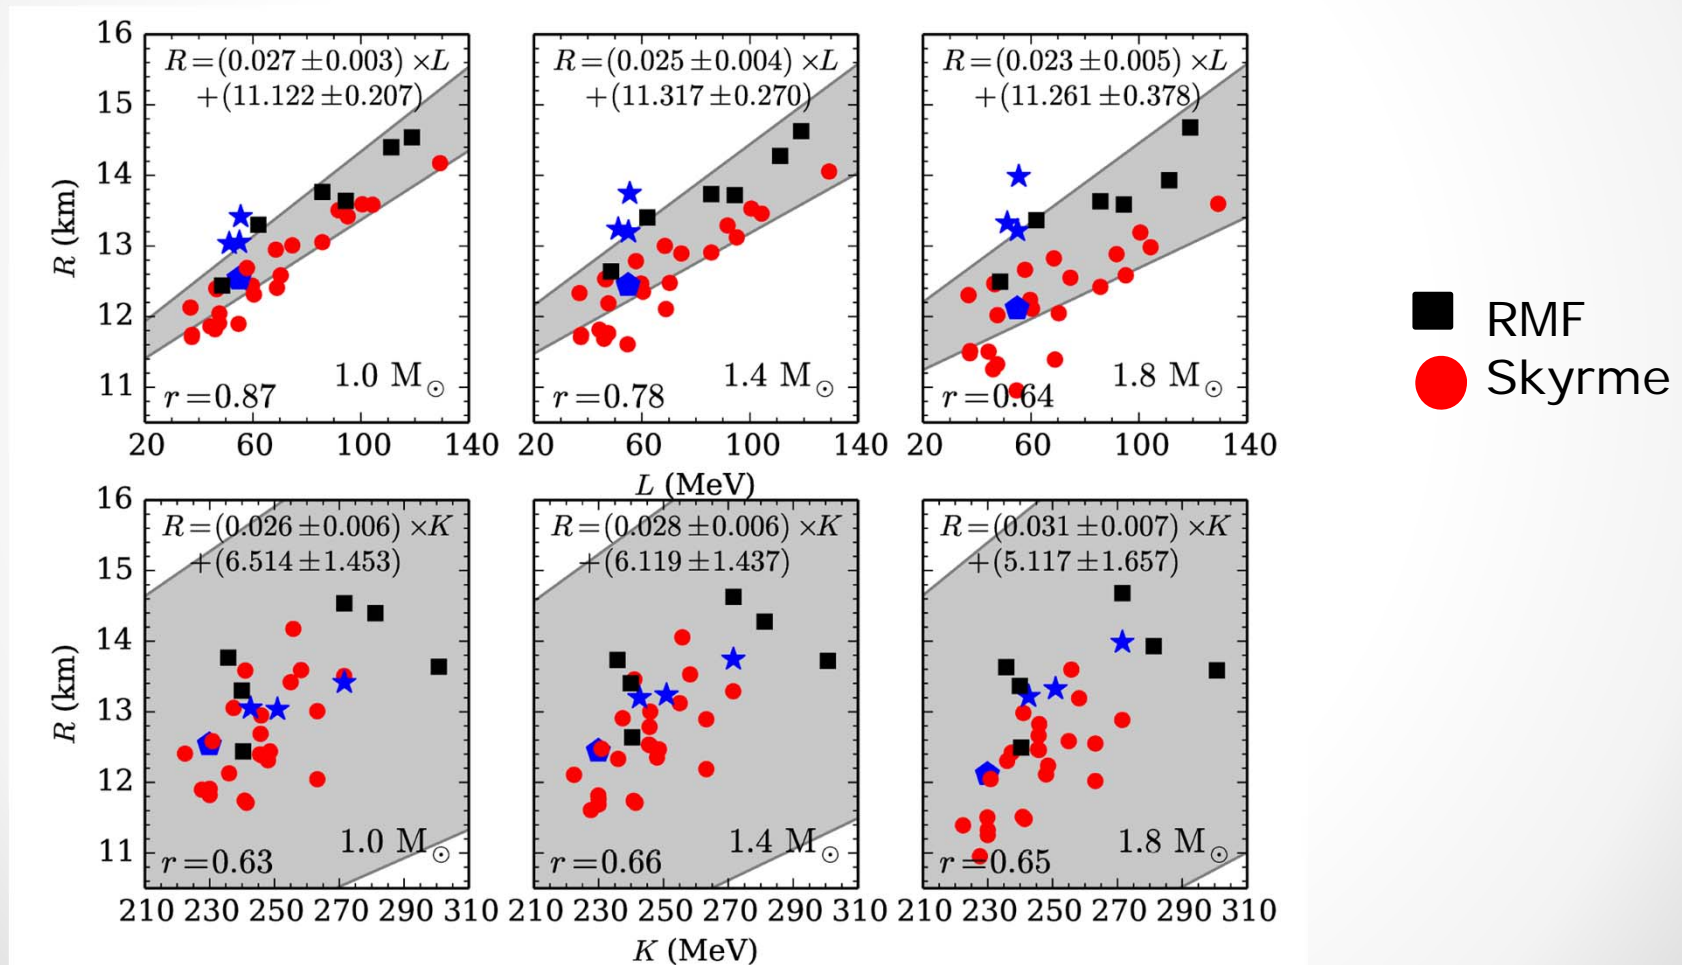 R=(0.027±0.003)×L
+(11.122±0.207)
R=(0.025±0.004)×L
+(11.317±0.270)
R=(0.023±0.005)×L
+(11.261±0.378)
16
15
14
13
12
11
R (km)
r=0.87
1.0 M⊙
r=0.78
1.4 M⊙
r=0.64
1.8 M⊙
20 60 100 140
20 60 100 140
20 60 100 140
L (MeV)
R=(0.026±0.006)×K
+(6.514±1.453)
R=(0.028±0.006)×K
+(6.119±1.437)
R=(0.031±0.007)×K
+(5.117±1.657)
16
15
14
13
12
11
R (km)
r=0.63
1.0 M⊙
r=0.66
1.4 M⊙
r=0.65
1.8 M⊙
210 230 250 270 290 310
210 230 250 270 290 310
210 230 250 270 290 310
K (MeV)
RMF
Skyrme